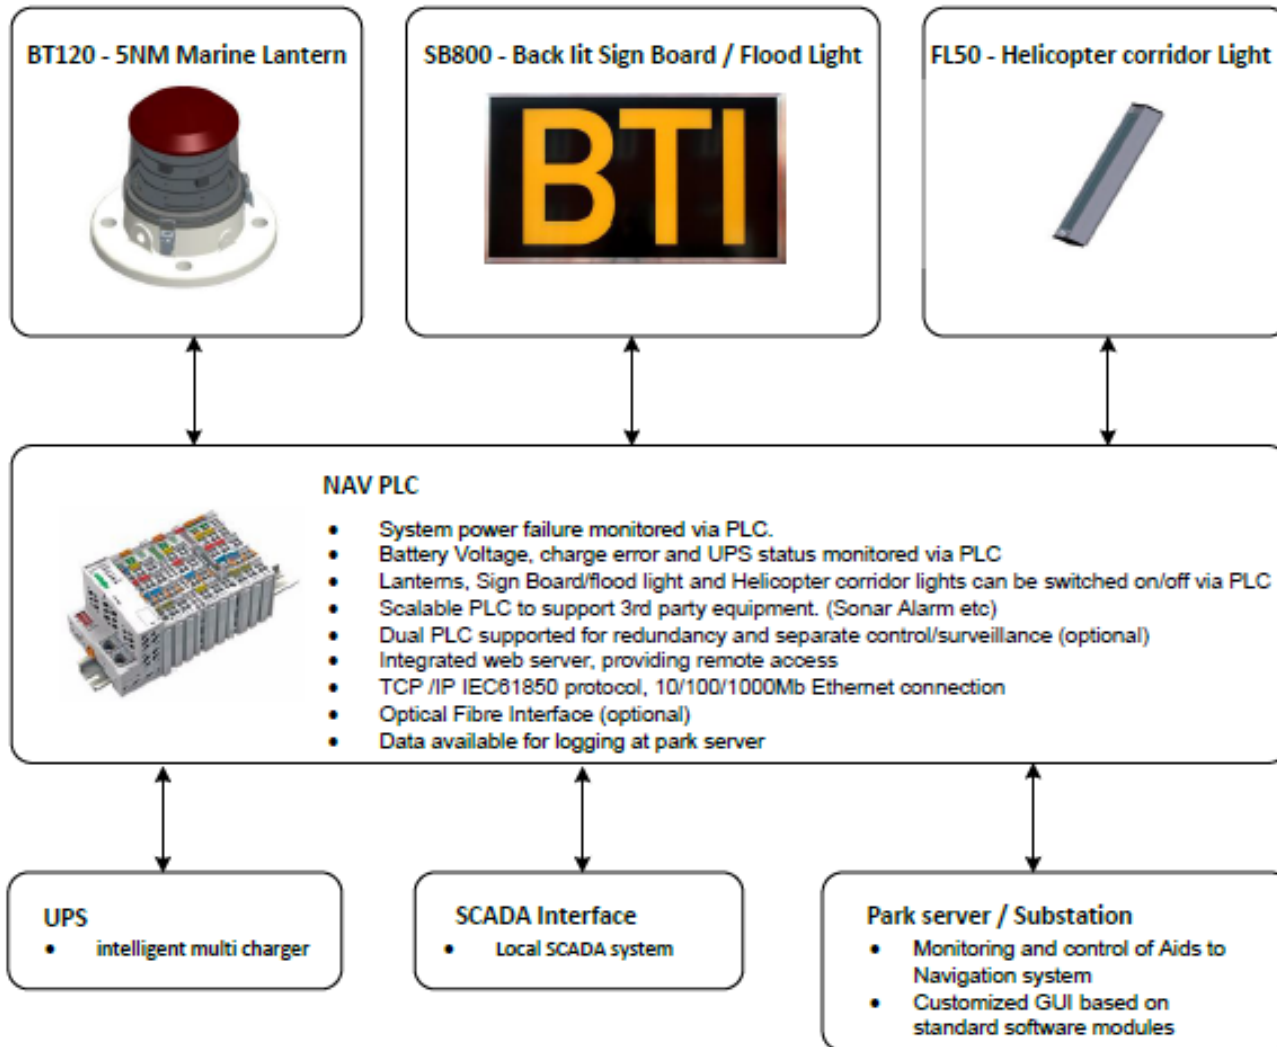 BT120 - 5NM Marine Lantern
SB800 - Back lit Sign Board / Flood Light
FL50 - Helicopter corridor Light
BTI
NAV PLC
• System power failure monitored via PLC.
• Battery Voltage, charge error and UPS status monitored via PLC
• Lanterns, Sign Board/flood light and Helicopter corridor lights can be switched on/off via PLC
• Scalable PLC to support 3rd party equipment. (Sonar Alarm etc)
• Dual PLC supported for redundancy and separate control/surveillance (optional)
• Integrated web server, providing remote access
• TCP /IP IEC61850 protocol, 10/100/1000Mb Ethernet connection
• Optical Fibre Interface (optional)
• Data available for logging at park server
UPS
• intelligent multi charger
SCADA Interface
• Local SCADA system
Park server / Substation
• Monitoring and control of Aids to
Navigation system
• Customized GUI based on
standard software modules